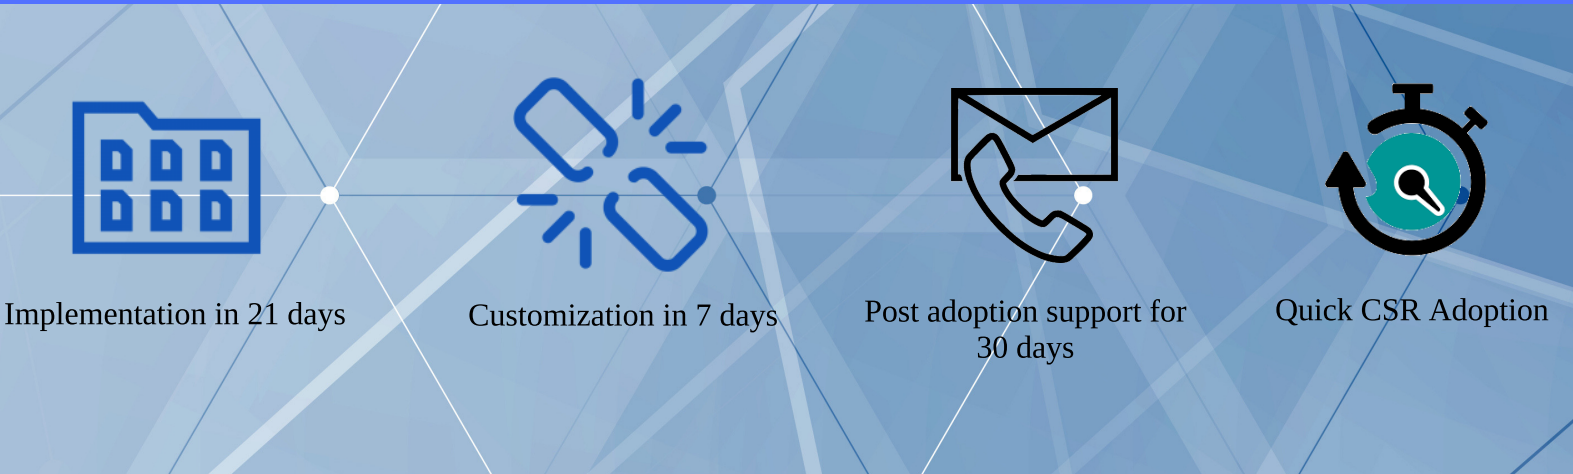 Implementation in 21 days
Customization in 7 days
Post adoption support for
30 days
Quick CSR Adoption